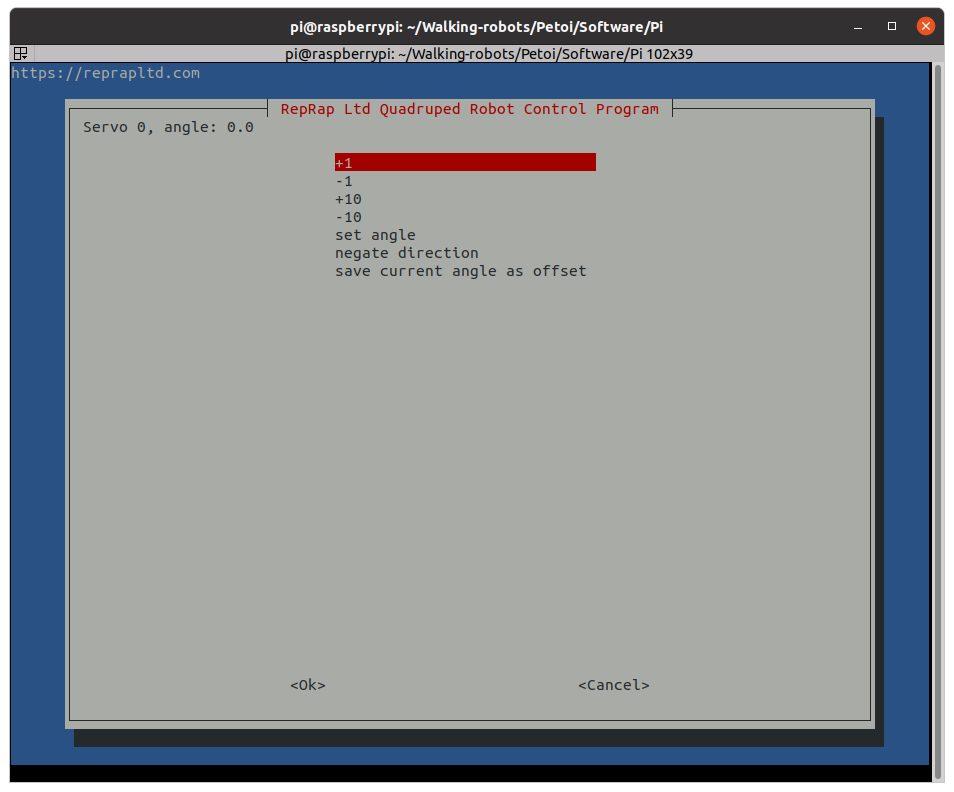 pi@raspberrypi: ~/Walking-robots/Petoi/Software/Pi
pi@raspberrypi: ~/Walking-robots/Petoi/Software/Pi 102x39
https://reprapltd.com
RepRap Ltd Quadruped Robot Control Program
Servo 0, angle: 0.0
+1
-1
+10
-10
set angle
negate direction
save current angle as offset
<Ok> <Cancel>